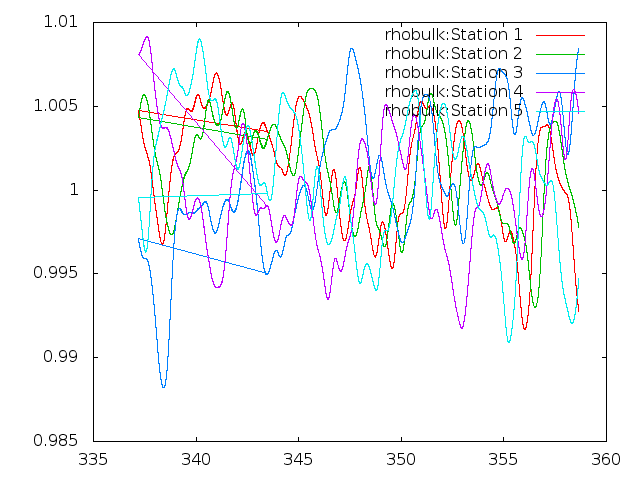 1.01
1.005
1
0.995
0.99
0.985
335
340
345
350
355
360
rhobulk:Station 1
rhobulk:Station 2
rhobulk:Station 3
rhobulk:Station 4
rhobulk:Station 5